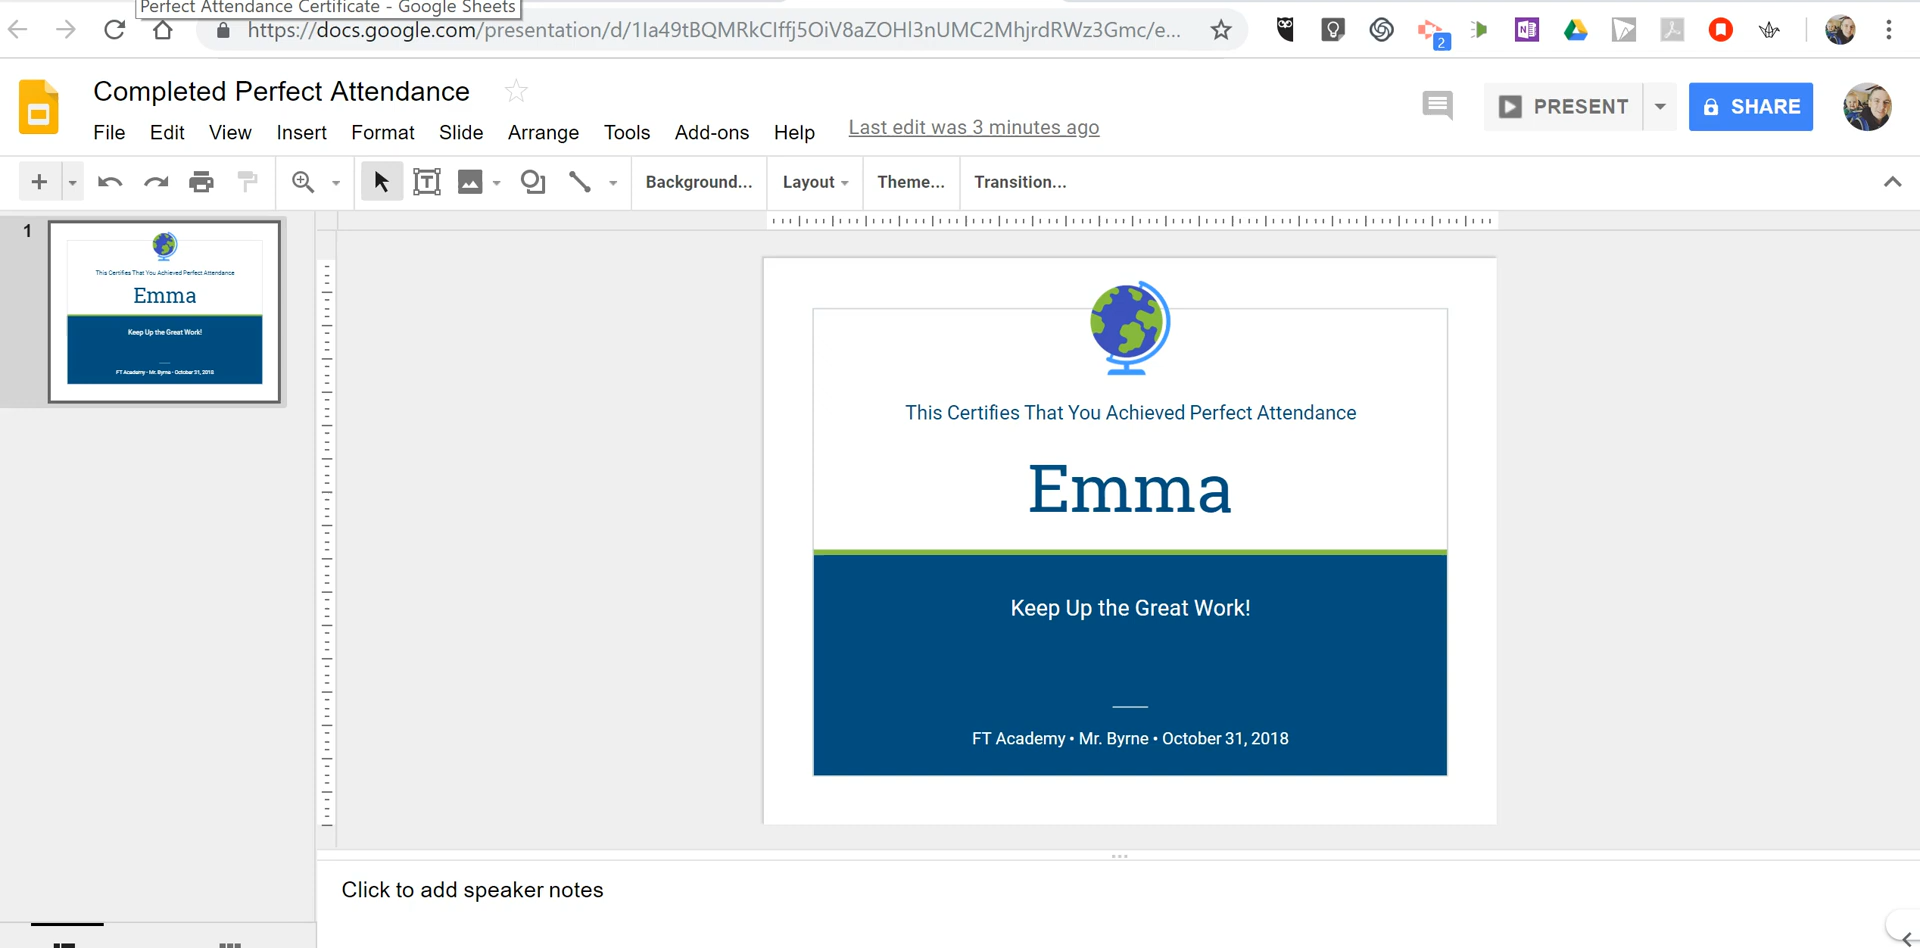 Perfect Attendance Certificate - Google Sheets
https://docs.google.com/presentation/d/1Ia49tBQMRkCIffj5OiV8aZOHl3nUMC2MhjrdRWz3Gmc/e...
2
N
Completed Perfect Attendance
File Edit View Insert Format Slide Arrange Tools Add-ons Help Last edit was 3 minutes ago
PRESENT
SHARE
T
Background... Layout Theme... Transition...
1
This Certifies That You Achieved Perfect Attendance
Emma
Keep Up the Great Work!
FT Academy • Mr. Byrne • October 31, 2018
This Certifies That You Achieved Perfect Attendance
Emma
Keep Up the Great Work!
FT Academy • Mr. Byrne • October 31, 2018
Click to add speaker notes